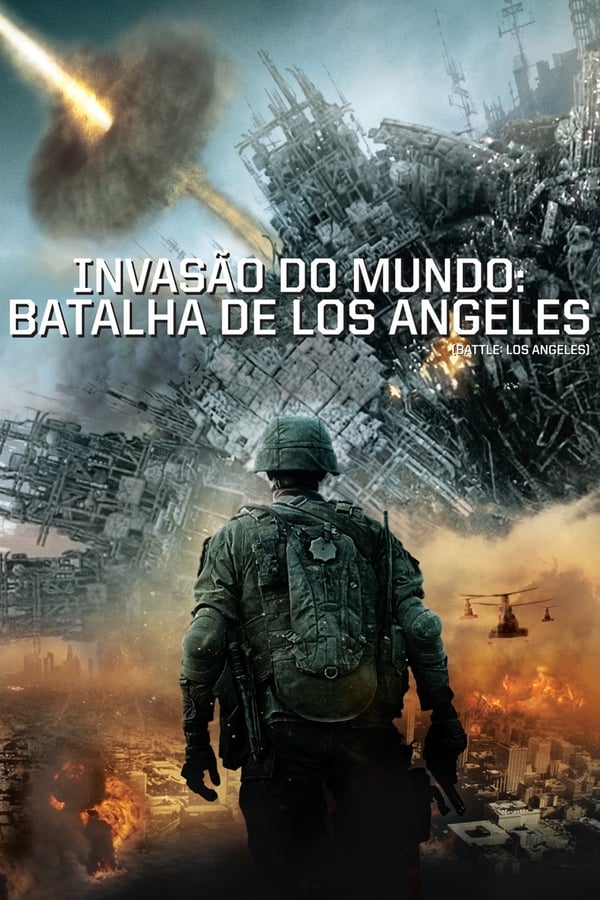 INVASÃO DO MUNDO:
BATALHA DE LOS ANGELES
(BATTLE: LOS ANGELES)